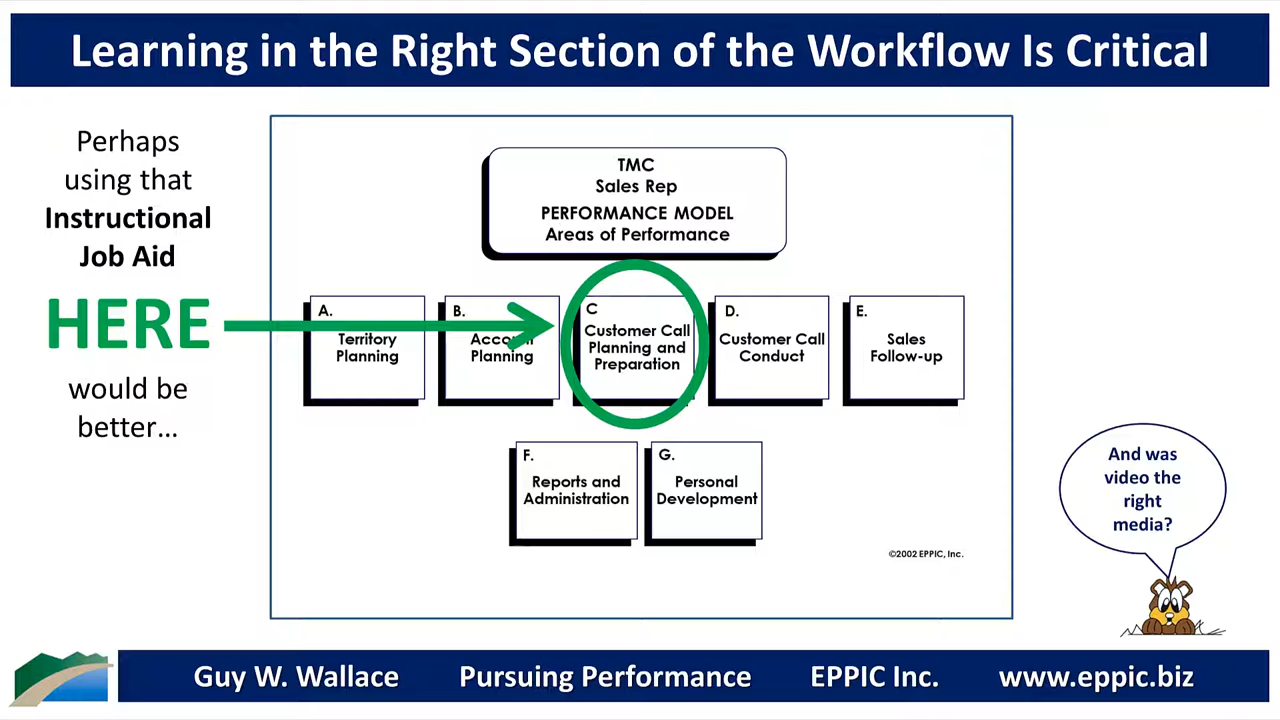 Learning in the Right Section of the Workflow Is Critical
Perhaps
using that
Instructional
Job Aid
HERE
would be
better...
TMC
Sales Rep
PERFORMANCE MODEL
Areas of Performance
A.
Territory
Planning
B.
Planning
C
Customer Call
Planning and
Preparation
D.
Customer Call
Conduct
E.
Sales
Follow-up
F.
Reports and
Administration
G.
Personal
Development
©2002 EPPIC, Inc.
And was
video the
right
media?
Guy W. Wallace Pursuing Performance EPPIC Inc. www.eppic.biz